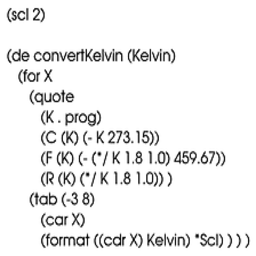 (scl 2)
(de convertKelvin (Kelvin)
(for X
(quote
(K . prog)
(C (K) (- K 273.15))
(F (K) (- (*/ K 1.8 1.0) 459.67))
(R (K) (*/ K 1.8 1.0)) )
(tab (-3 8)
(car X)
(format ((cdr X) Kelvin) *Scl) ) ) )